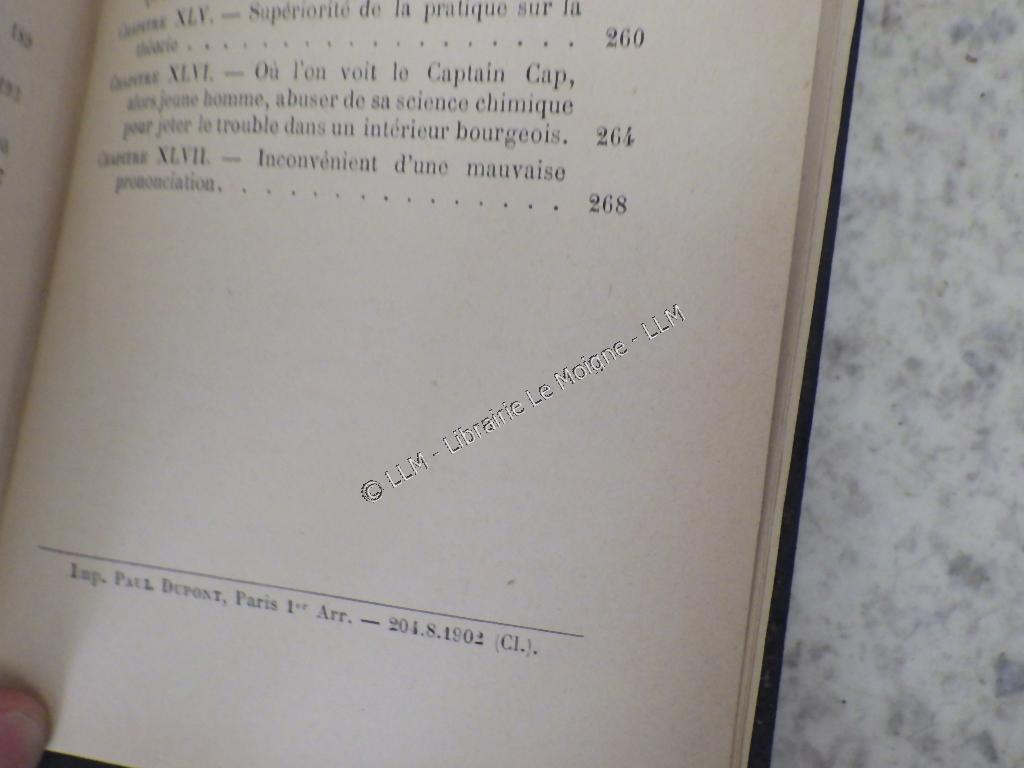 CHAPITRE XLV. — Supériorité de la pratique sur la
théorie . . . . . . . . . . . . . . . . 260
CHAPITRE XLVI. — Où l'on voit le Captain Cap,
alors jeune homme, abuser de sa science chimique
pour jeter le trouble dans un intérieur bourgeois. 264
CHAPITRE XLVII. — Inconvénient d'une mauvaise
prononciation. . . . . . . . . . . . . . . 268
© LLM - Librairie Le Moigne - LLM
Imp. PAUL DUPONT, Paris 1er Arr. — 204.8.1902 (Cl.).